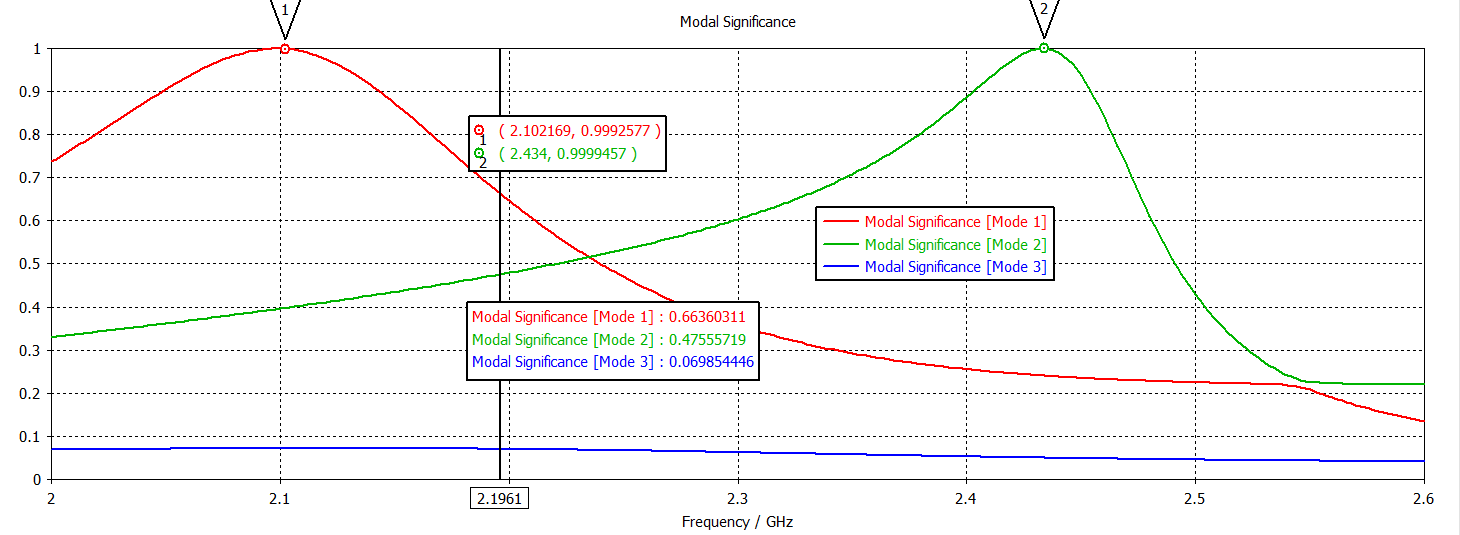 Modal Significance
1
2
1
0.9
0.8
0.7
0.6
0.5
0.4
0.3
0.2
0.1
0
1 ( 2.102169, 0.9992577 )
2 ( 2.434, 0.9999457 )
Modal Significance [Mode 1]
Modal Significance [Mode 2]
Modal Significance [Mode 3]
Modal Significance [Mode 1] : 0.66360311
Modal Significance [Mode 2] : 0.47555719
Modal Significance [Mode 3] : 0.069854446
2 2.1 2.1961 2.3 2.4 2.5 2.6
Frequency / GHz